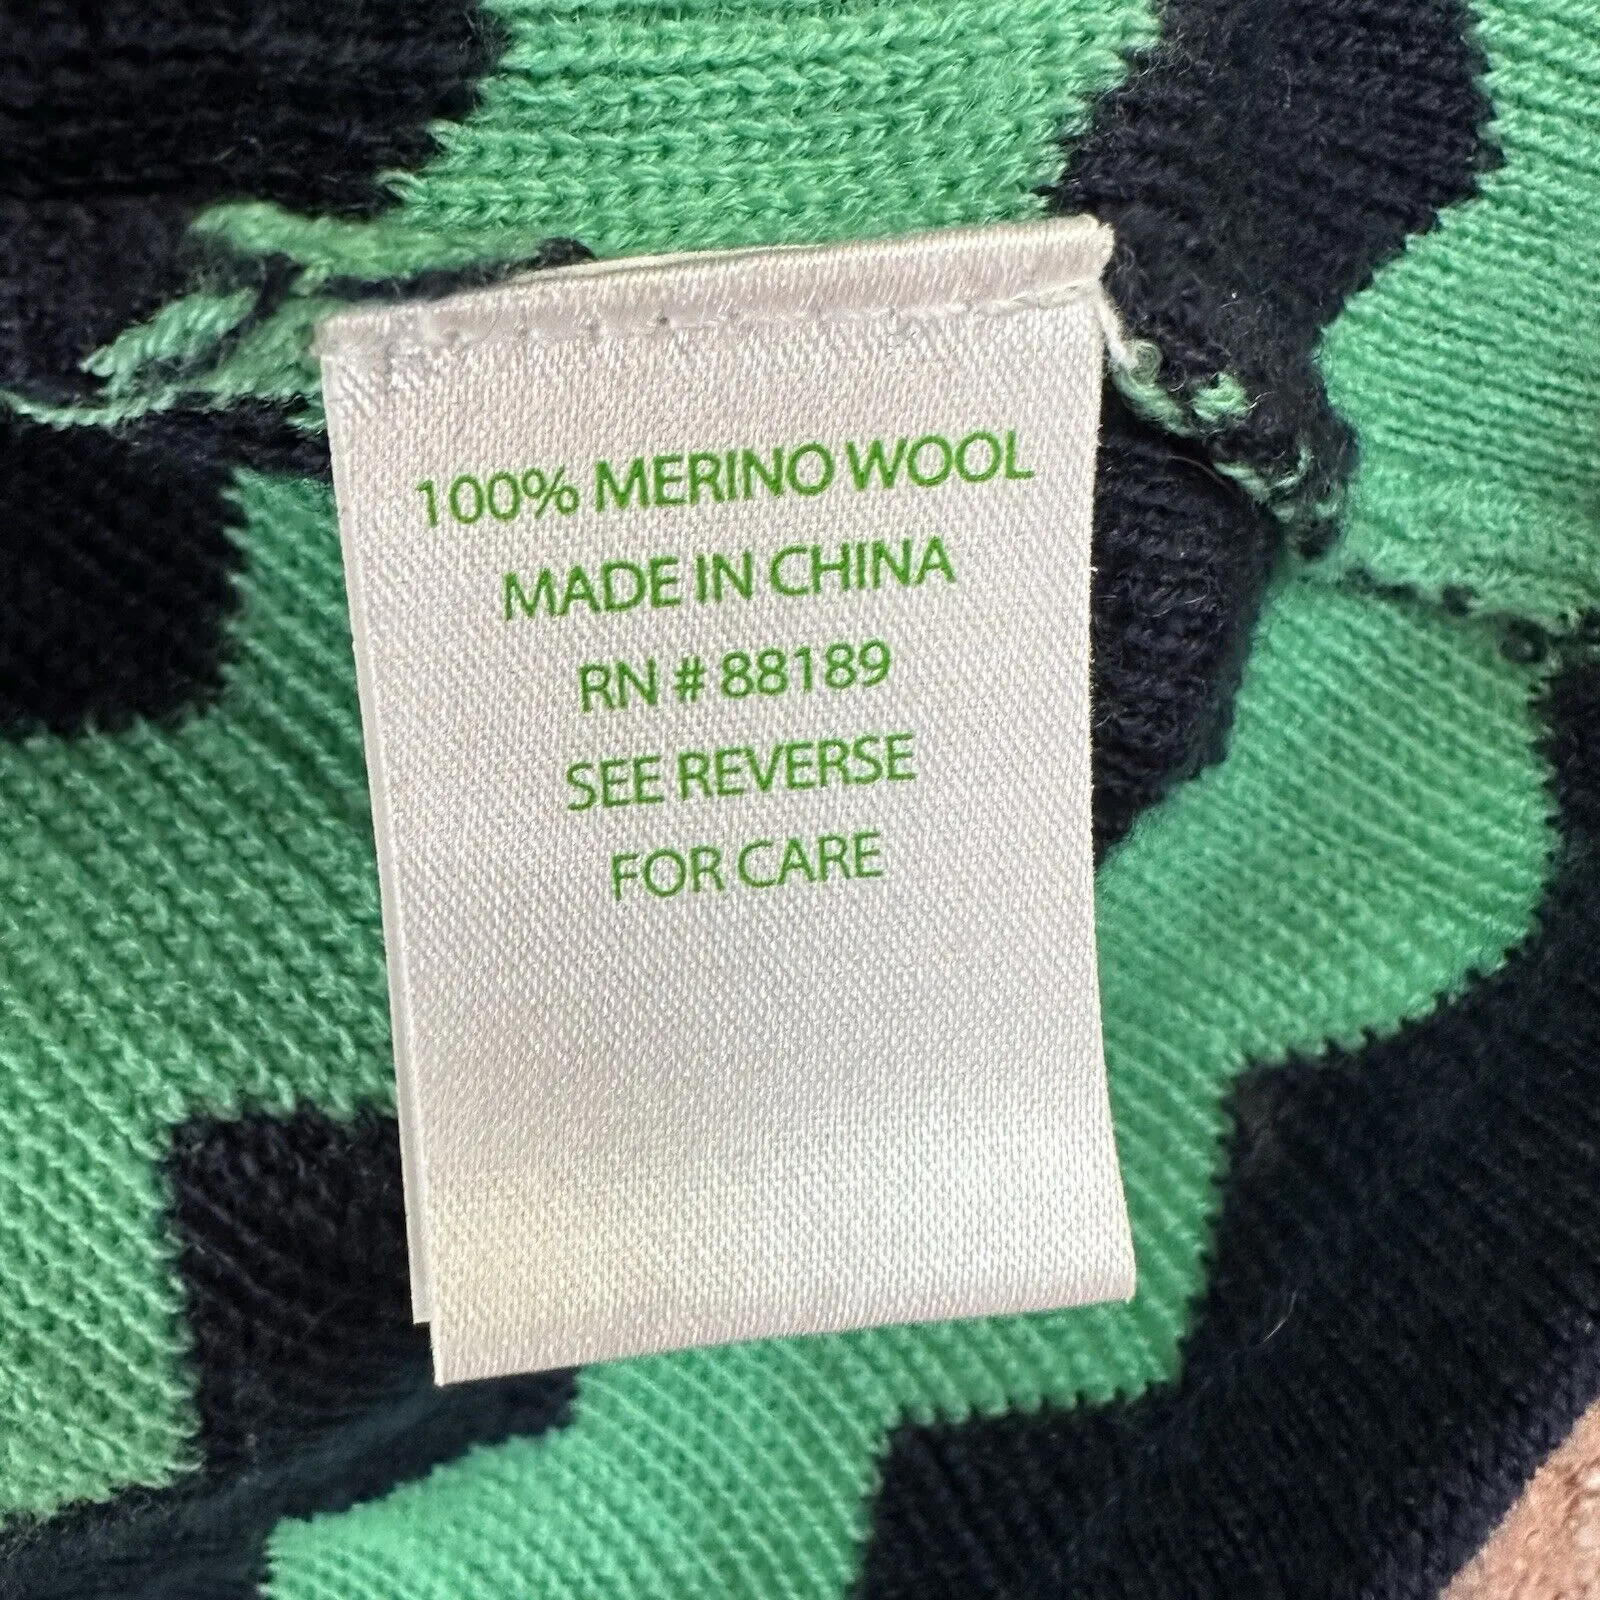 100% MERINO WOOL
MADE IN CHINA
RN # 88189
SEE REVERSE
FOR CARE